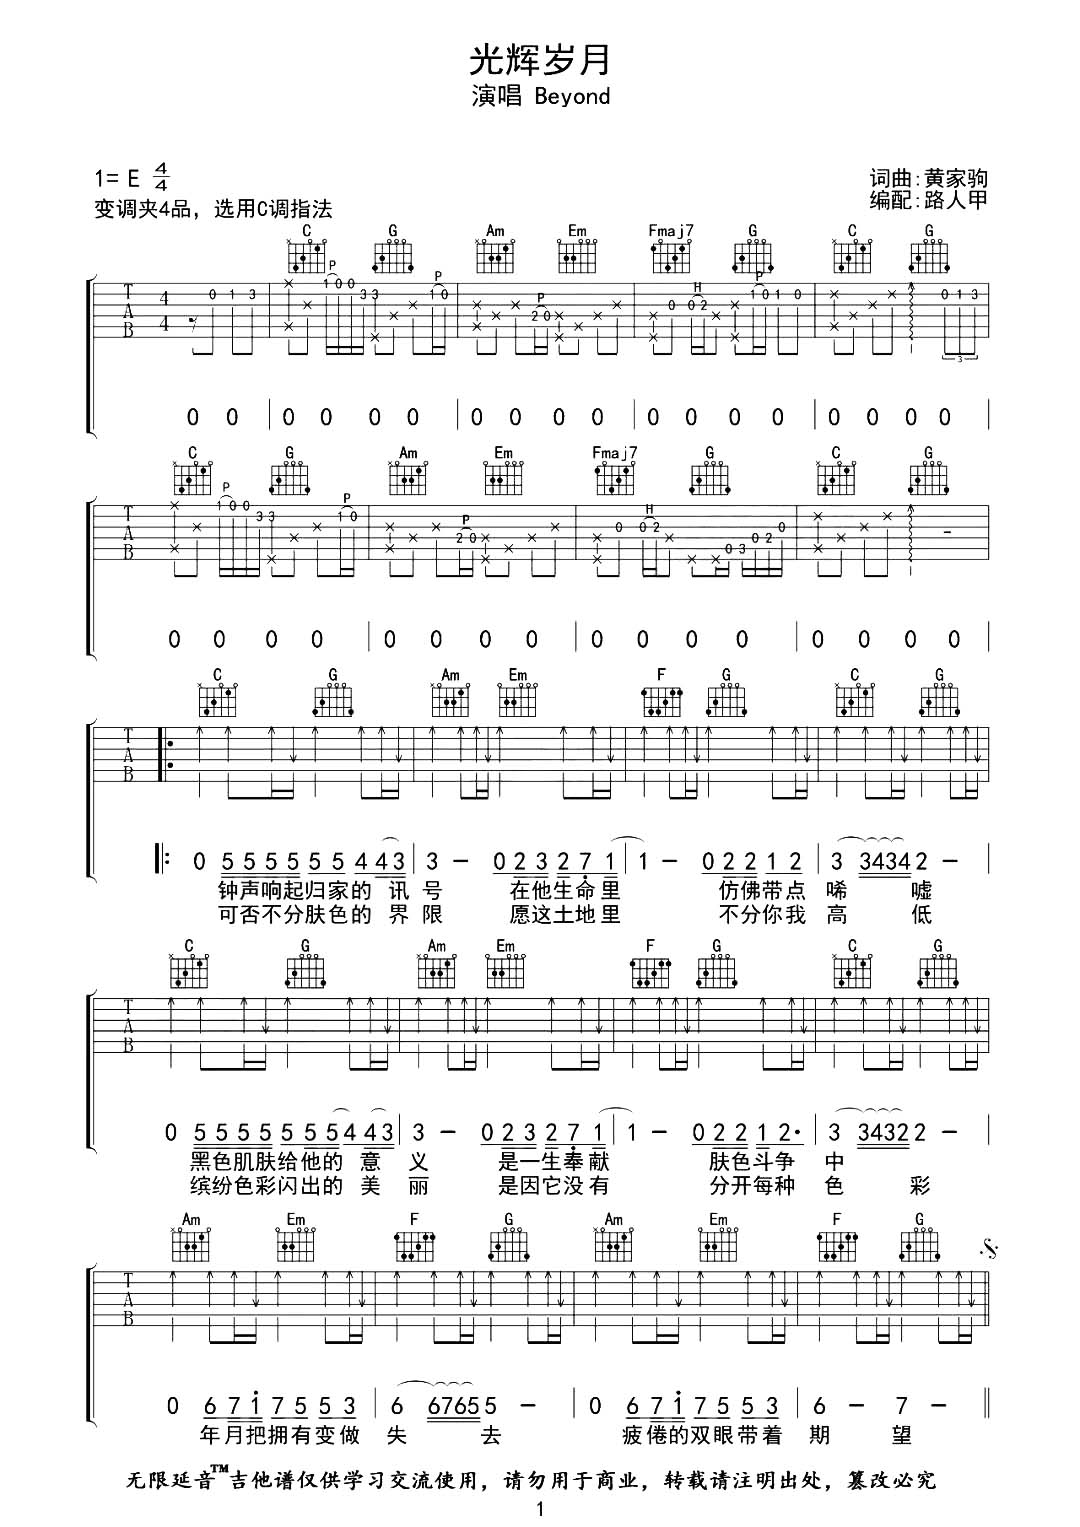 光辉岁月
演唱 Beyond
1= E 4/4
词曲:黄家驹
变调夹4品，选用C调指法
编配:路人甲
C G Am Em Fmaj7 G C G
P P P H P
T A B 4/4 0 1 3 1 0 0 3 3 1 0 2 0 0 0 2 1 0 1 0 0 1 3
3
0 0 0 0 0 0 0 0 0 0 0 0 0 0 0 0 0 0
C G Am Em Fmaj7 G C G
P P P H
T A B 1 0 0 3 3 1 0 2 0 0 0 2 0 3 0 2 0 -
0 0 0 0 0 0 0 0 0 0 0 0 0 0 0 0
C G Am Em F G C G
T A B
0 5 5 5 5 5 5 4 4 3 3 - 0 2 3 2 7 1 1 - 0 2 2 1 2 3 3 4 3 4 2 -
钟声响起归家的 讯 号 在他生命里 仿佛带点 唏 嘘
可否不分肤色的 界 限 愿这土地里 不分你我 高 低
C G Am Em F G C G
T A B
0 5 5 5 5 5 5 4 4 3 3 - 0 2 3 2 7 1 1 - 0 2 2 1 2· 3 3 4 3 2 2 -
黑色肌肤给他的 意 义 是一生奉献 肤色斗争 中
缤纷色彩闪出的 美 丽 是因它没有 分开每种 色 彩
Am Em F G Am Em F G
T A B
0 6 7 1 7 5 5 3 6 6 7 6 5 5 - 0 6 7 1 7 5 5 3 6 - 7 -
年月把拥有变做 失 去 疲倦的双眼带着 期 望
无限延音™吉他谱仅供学习交流使用，请勿用于商业，转载请注明出处，篡改必究
1